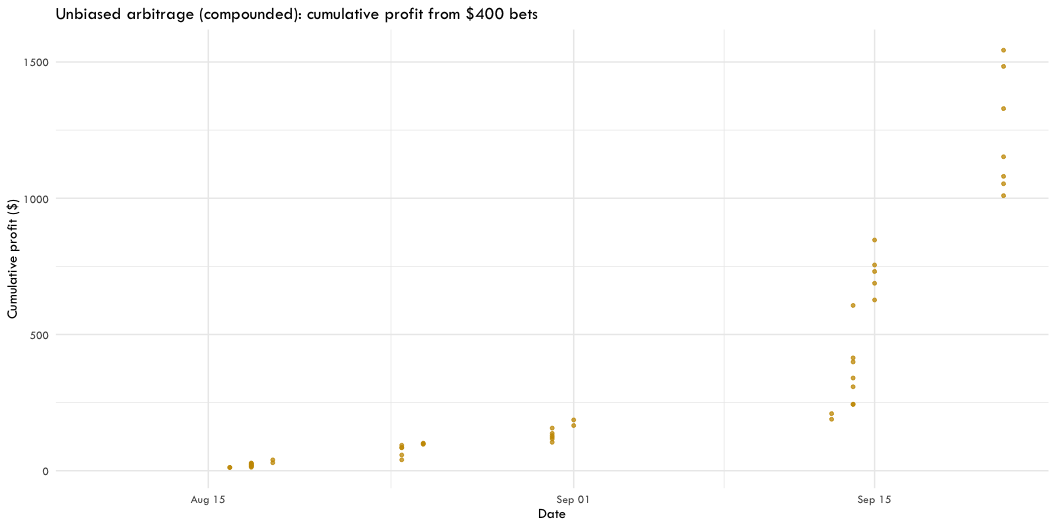 Unbiased arbitrage (compounded): cumulative profit from $400 bets
Cumulative profit ($)
1500
1000
500
0
Aug 15
Sep 01
Sep 15
Date